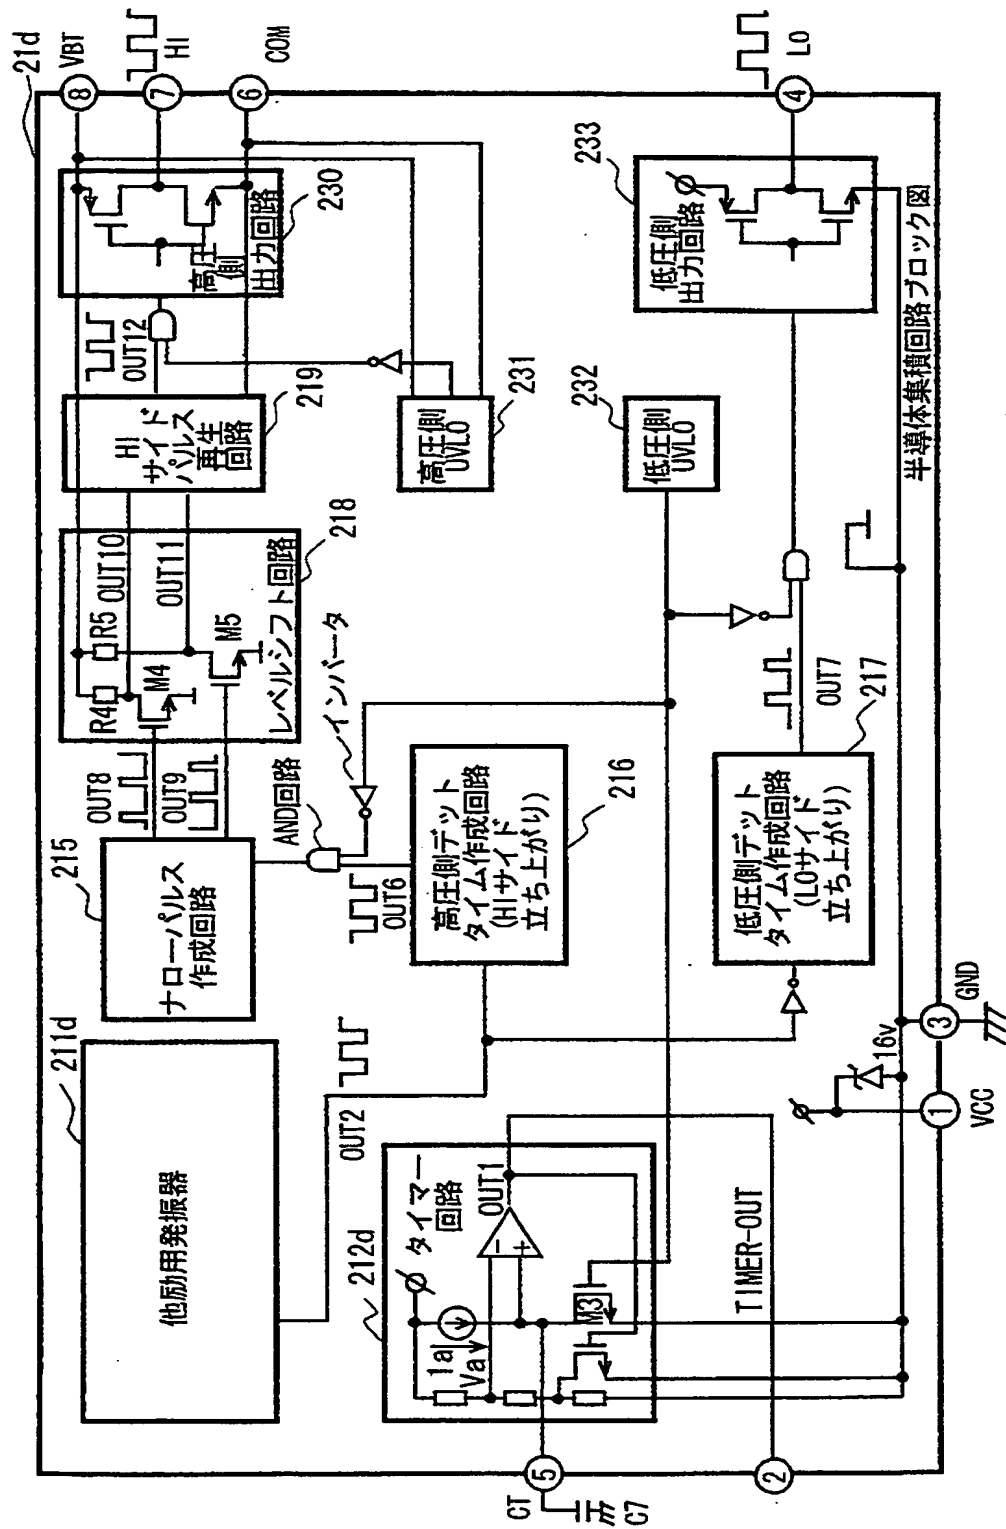 21d
211d
他励用発振器
215
ナローパルス
作成回路
OUT8
OUT9
R4
R5
M4
M5
OUT10
OUT11
レベルシフト回路
218
HI
サイド
パルス
再生
回路
219
OUT12
高圧
側
出力回路
230
8
VBT
7
HI
6
COM
OUT2
AND回路
インバータ
OUT6
高圧側デット
タイム作成回路
(HIサイド
立ち上がり)
216
高圧側
UVLO
231
低圧側
UVLO
232
低圧側
出力回路
233
4
LO
212d
タイマー
回路
Ia
Va
-
+
OUT1
M3
TIMER-OUT
低圧側デット
タイム作成回路
(LOサイド
立ち上がり)
217
OUT7
5
CT
C7
2
1
VCC
16v
3
GND
半導体集積回路ブロック図